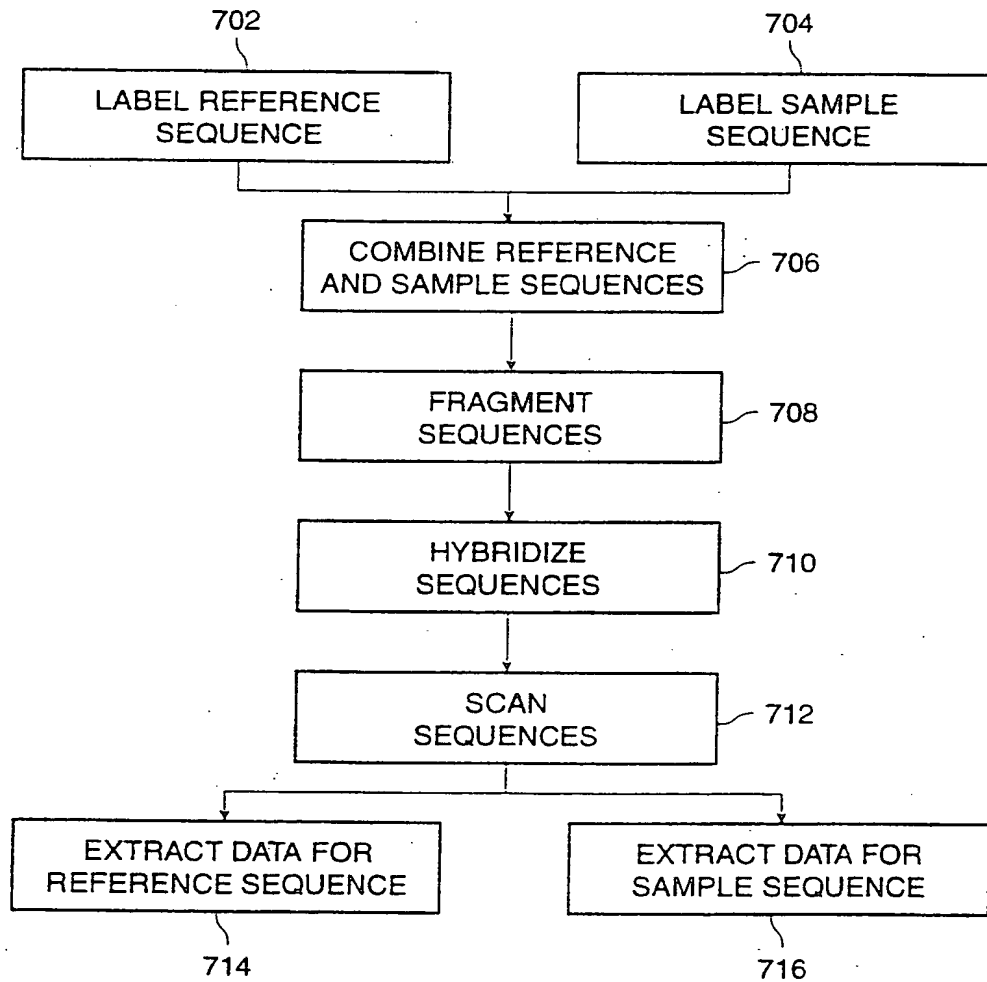 702
704
LABEL REFERENCE
SEQUENCE
LABEL SAMPLE
SEQUENCE
COMBINE REFERENCE
AND SAMPLE SEQUENCES
706
FRAGMENT
SEQUENCES
708
HYBRIDIZE
SEQUENCES
710
SCAN
SEQUENCES
712
EXTRACT DATA FOR
REFERENCE SEQUENCE
EXTRACT DATA FOR
SAMPLE SEQUENCE
714
716